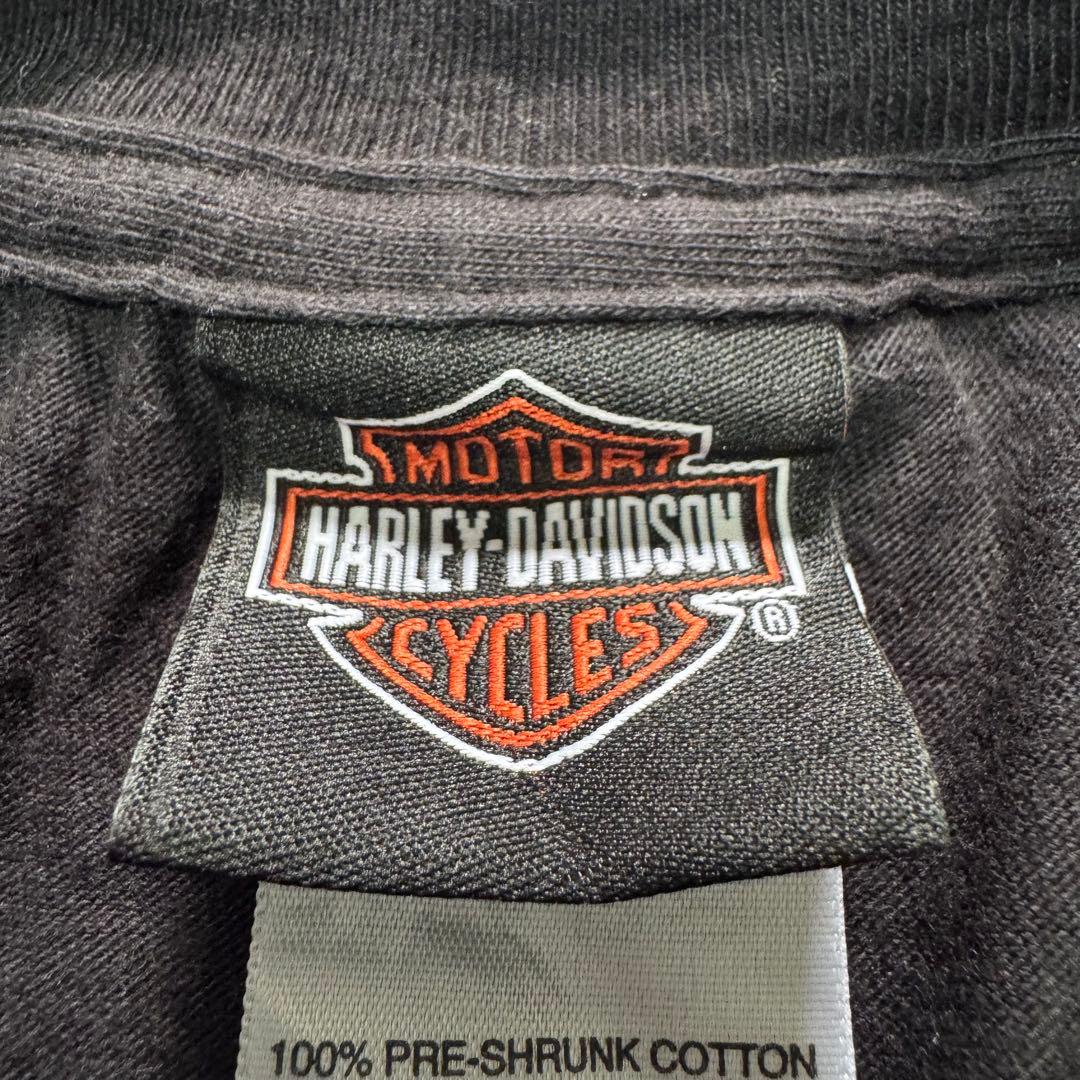 MOTOR
HARLEY-DAVIDSON
CYCLES
®
100% PRE-SHRUNK COTTON